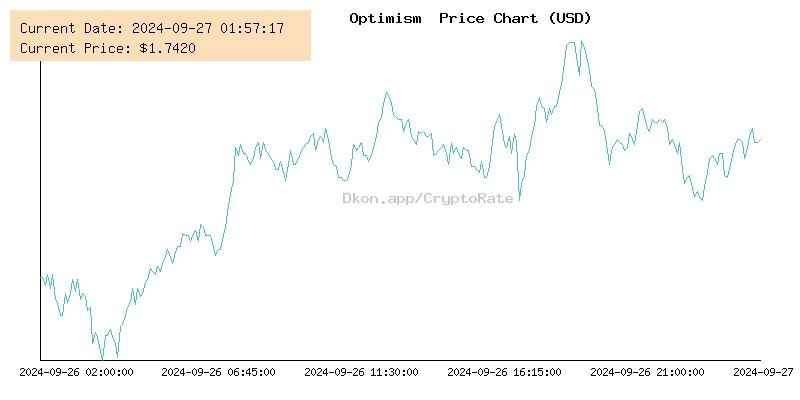 Optimism Price Chart (USD)
Current Date: 2024-09-27 01:57:17
Current Price: $1.7420
Dkon.app/CryptoRate
2024-09-26 02:00:00 2024-09-26 06:45:00 2024-09-26 11:30:00 2024-09-26 16:15:00 2024-09-26 21:00:00 2024-09-27